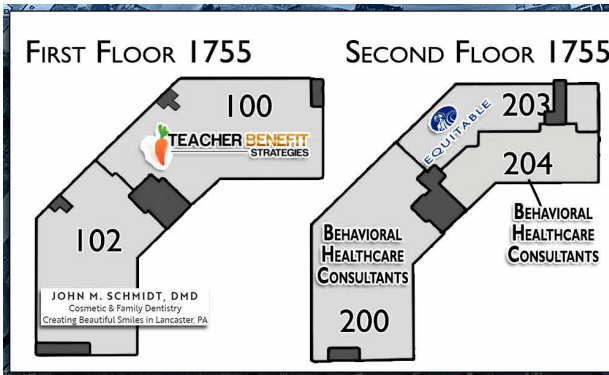 FIRST FLOOR 1755
SECOND FLOOR 1755
100
TEACHER BENEFIT
STRATEGIES
102
JOHN M. SCHMIDT, DMD
Cosmetic & Family Dentistry
Creating Beautiful Smiles in Lancaster, PA
203
EQUITABLE
204
BEHAVIORAL
HEALTHCARE
CONSULTANTS
BEHAVIORAL
HEALTHCARE
CONSULTANTS
200